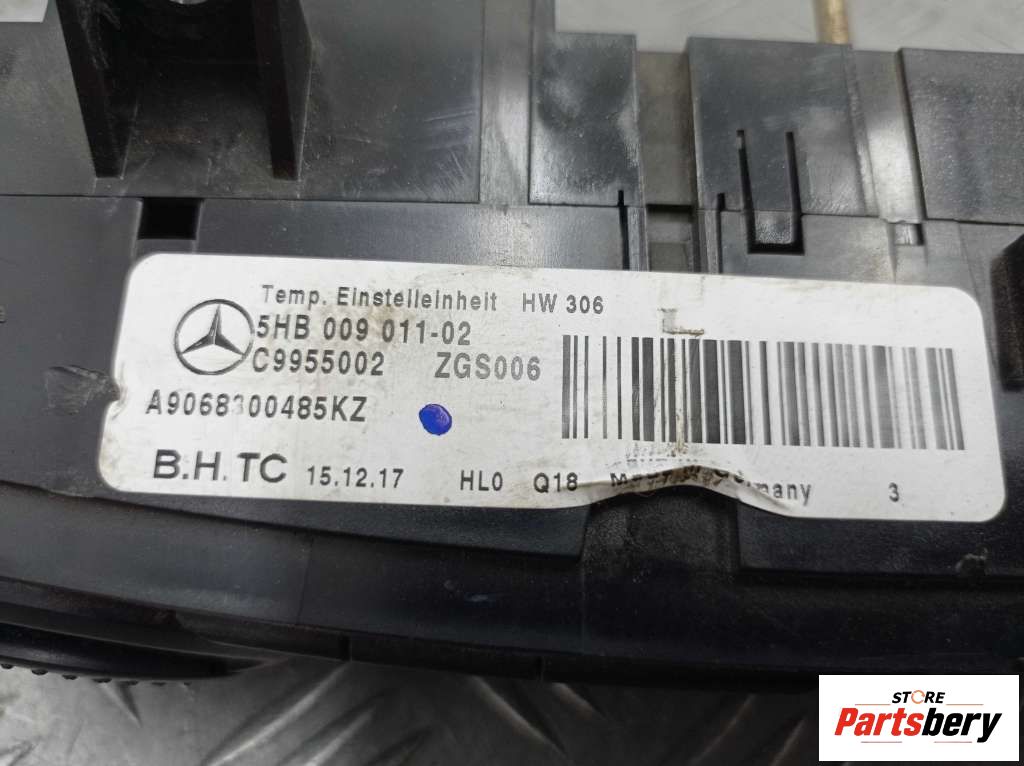 Temp. Einstelleinheit HW 306
5HB 009 011-02
C9955002 ZGS006
A9068300485KZ
B.H.TC 15.12.17 HL0 Q18 3
L
STORE
Partsbery